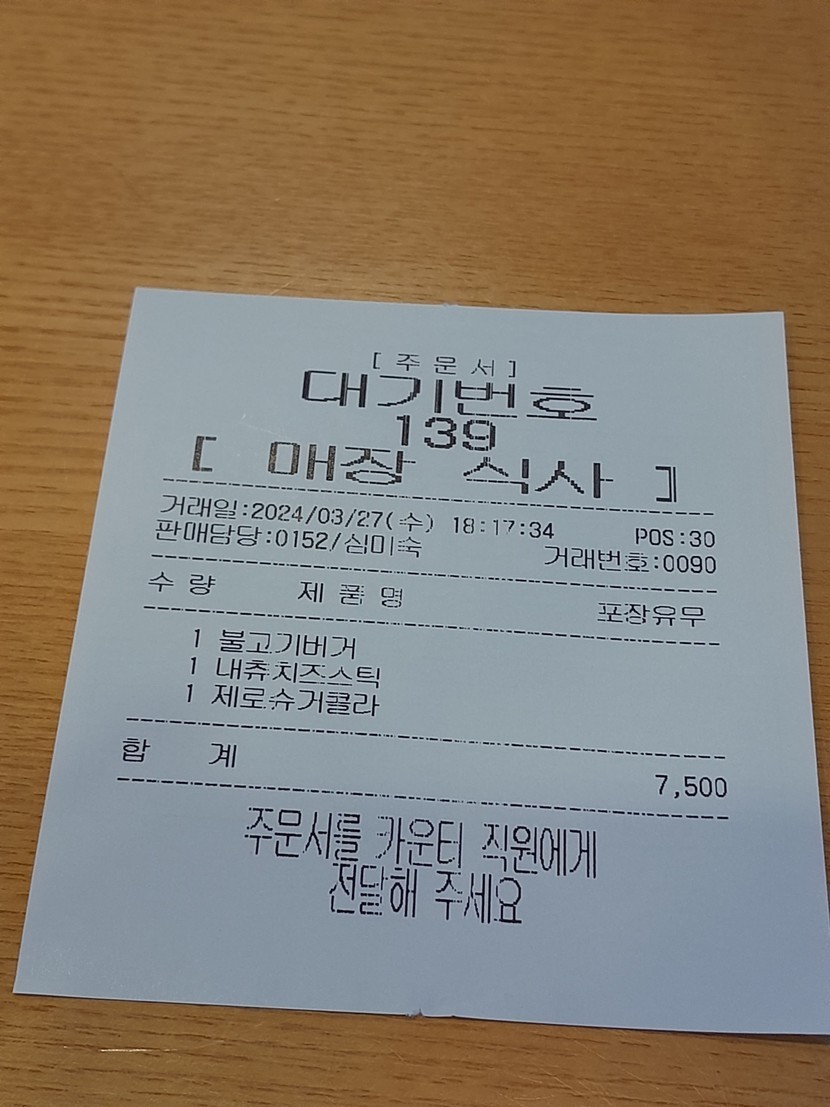 [주문서]
대기번호
139
[ 매장 식사 ]
거래일:2024/03/27(수) 18:17:34 POS:30
판매담당:0152/심미숙 거래번호:0090
수 량 제 품 명 포장유무
1 불고기버거
1 내츄치즈스틱
1 제로슈거콜라
합 계 7,500
주문서를 카운터 직원에게
전달해 주세요